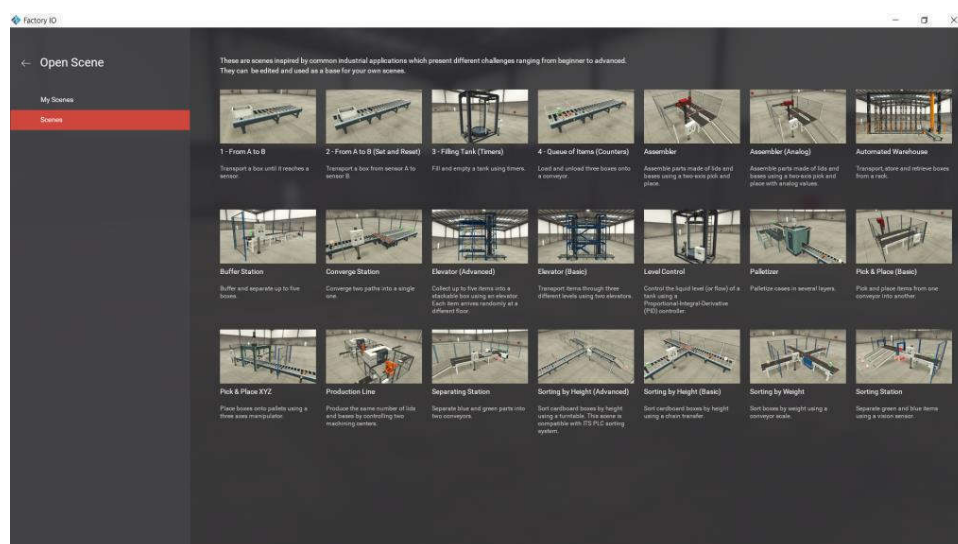 Factory IO
← Open Scene
My Scenes
Scenes
These are scenes inspired by common industrial applications which present different challenges ranging from beginner to advanced.
They can be edited and used as a base for your own scenes.
1 - From A to B
Transport a box until it reaches a
sensor.
2 - From A to B (Set and Reset)
Transport a box from sensor A to
sensor B.
3 - Filling Tank (Timers)
Fill and empty a tank using timers.
4 - Queue of Items (Counters)
Load and unload three boxes onto
a conveyor.
Assembler
Assemble parts made of lids and
bases using a two-axis pick and
place.
Assembler (Analog)
Assemble parts made of lids and
bases using a two-axis pick and
place with analog values.
Automated Warehouse
Transport, store and retrieve boxes
from a rack.
Buffer Station
Buffer and separate up to five
boxes.
Converge Station
Converge two paths into a single
one.
Elevator (Advanced)
Collect up to five items into a
stackable box using an elevator.
Each item arrives randomly at a
different floor.
Elevator (Basic)
Transport items through three
different levels using two elevators.
Level Control
Control the liquid level (or flow) of a
tank using a
Proportional-Integral-Derivative
(PID) controller.
Palletizer
Palletize cases in several layers.
Pick & Place (Basic)
Pick and place items from one
conveyor into another.
Pick & Place XYZ
Place boxes onto pallets using a
three axes manipulator.
Production Line
Produce the same number of lids
and bases by controlling two
machining centers.
Separating Station
Separate blue and green parts into
two conveyors.
Sorting by Height (Advanced)
Sort cardboard boxes by height
using a turntable. This scene is
compatible with ITS PLC sorting
system.
Sorting by Height (Basic)
Sort cardboard boxes by height
using a chain transfer.
Sorting by Weight
Sort boxes by weight using a
conveyor scale.
Sorting Station
Separate green and blue items
using a vision sensor.